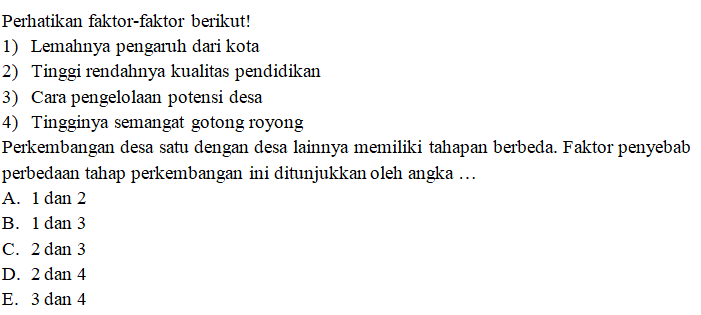 Perhatikan faktor-faktor berikut!
1) Lemahnya pengaruh dari kota
2) Tinggi rendahnya kualitas pendidikan
3) Cara pengelolaan potensi desa
4) Tingginya semangat gotong royong
Perkembangan desa satu dengan desa lainnya memiliki tahapan berbeda. Faktor penyebab
perbedaan tahap perkembangan ini ditunjukkan oleh angka …
A. 1 dan 2
B. 1 dan 3
C. 2 dan 3
D. 2 dan 4
E. 3 dan 4